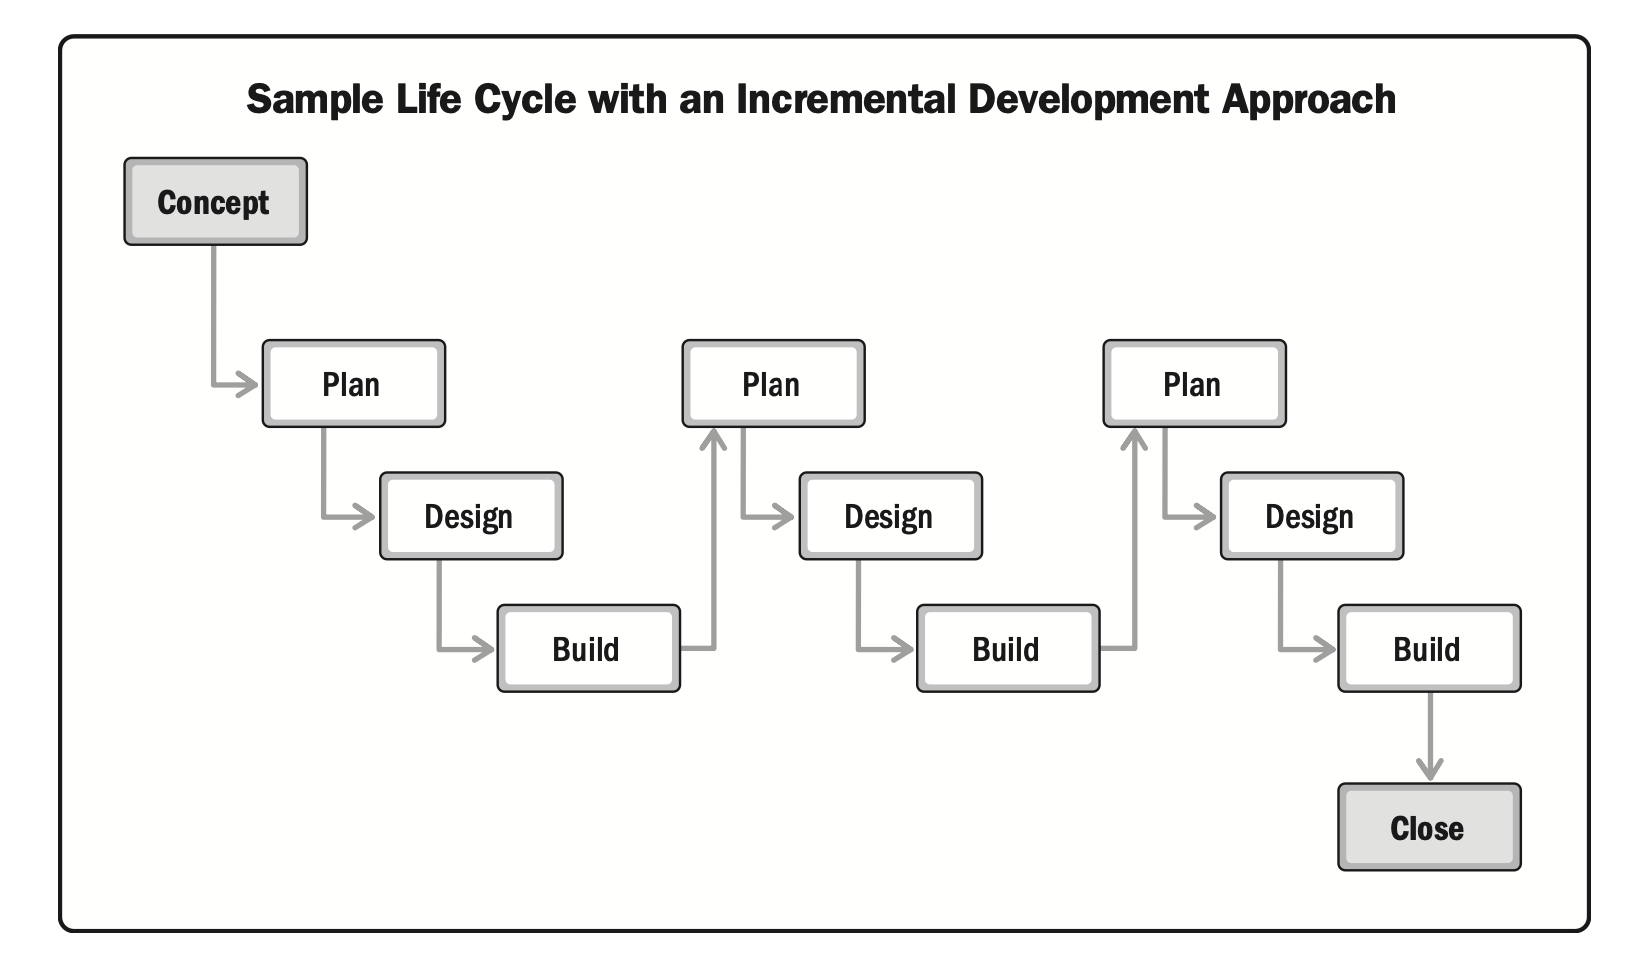 Sample Life Cycle with an Incremental Development Approach
Concept
Plan
Plan
Plan
Design
Design
Design
Build
Build
Build
Close